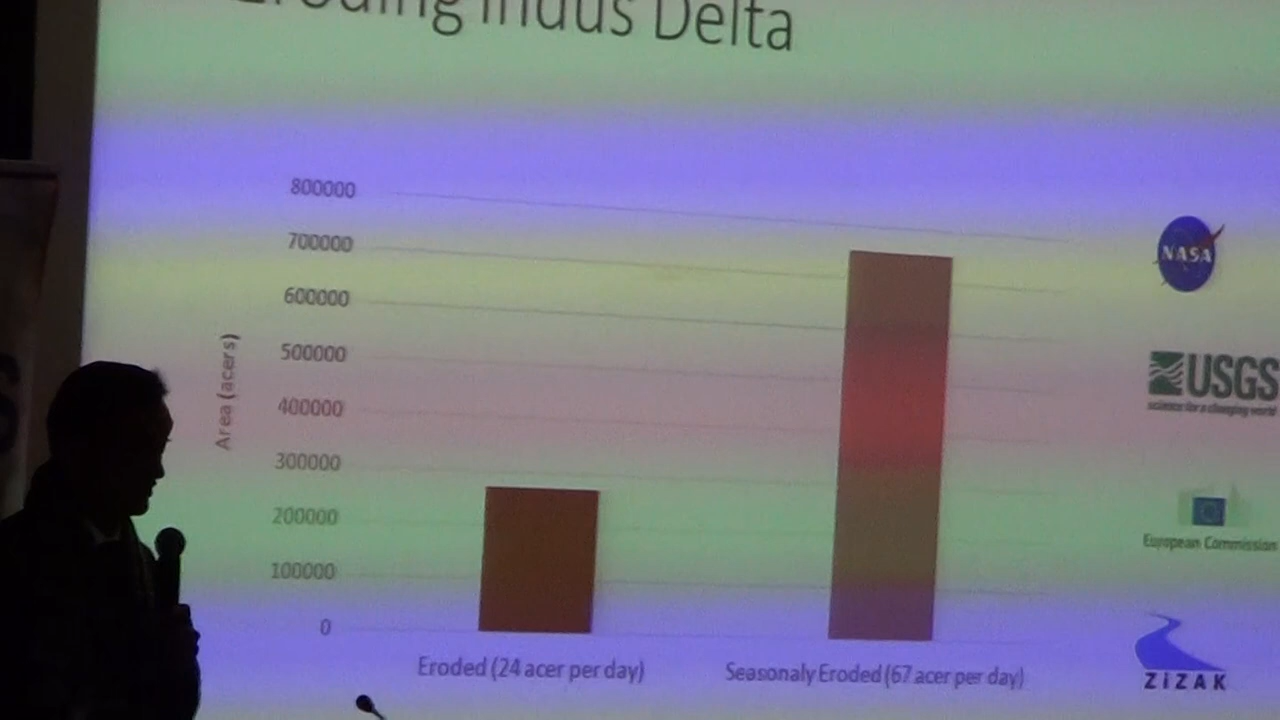 Eroding Indus Delta
800000
700000
600000
500000
400000
300000
200000
100000
0
Area (acers)
Eroded (24 acer per day)
Seasonaly Eroded (67 acer per day)
NASA
USGS
science for a changing world
European Commission
ZiZAK